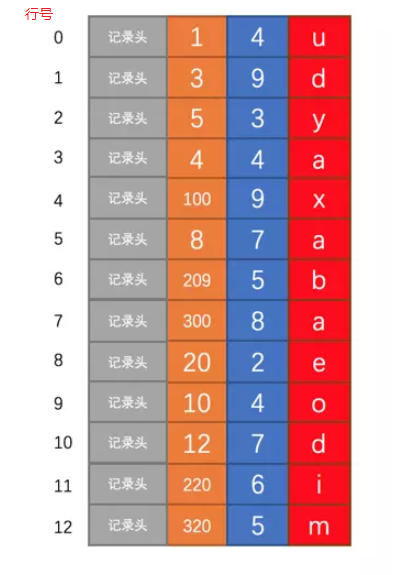 行号
0 记录头 1 4 u
1 记录头 3 9 d
2 记录头 5 3 y
3 记录头 4 4 a
4 记录头 100 9 x
5 记录头 8 7 a
6 记录头 209 5 b
7 记录头 300 8 a
8 记录头 20 2 e
9 记录头 10 4 o
10 记录头 12 7 d
11 记录头 220 6 i
12 记录头 320 5 m